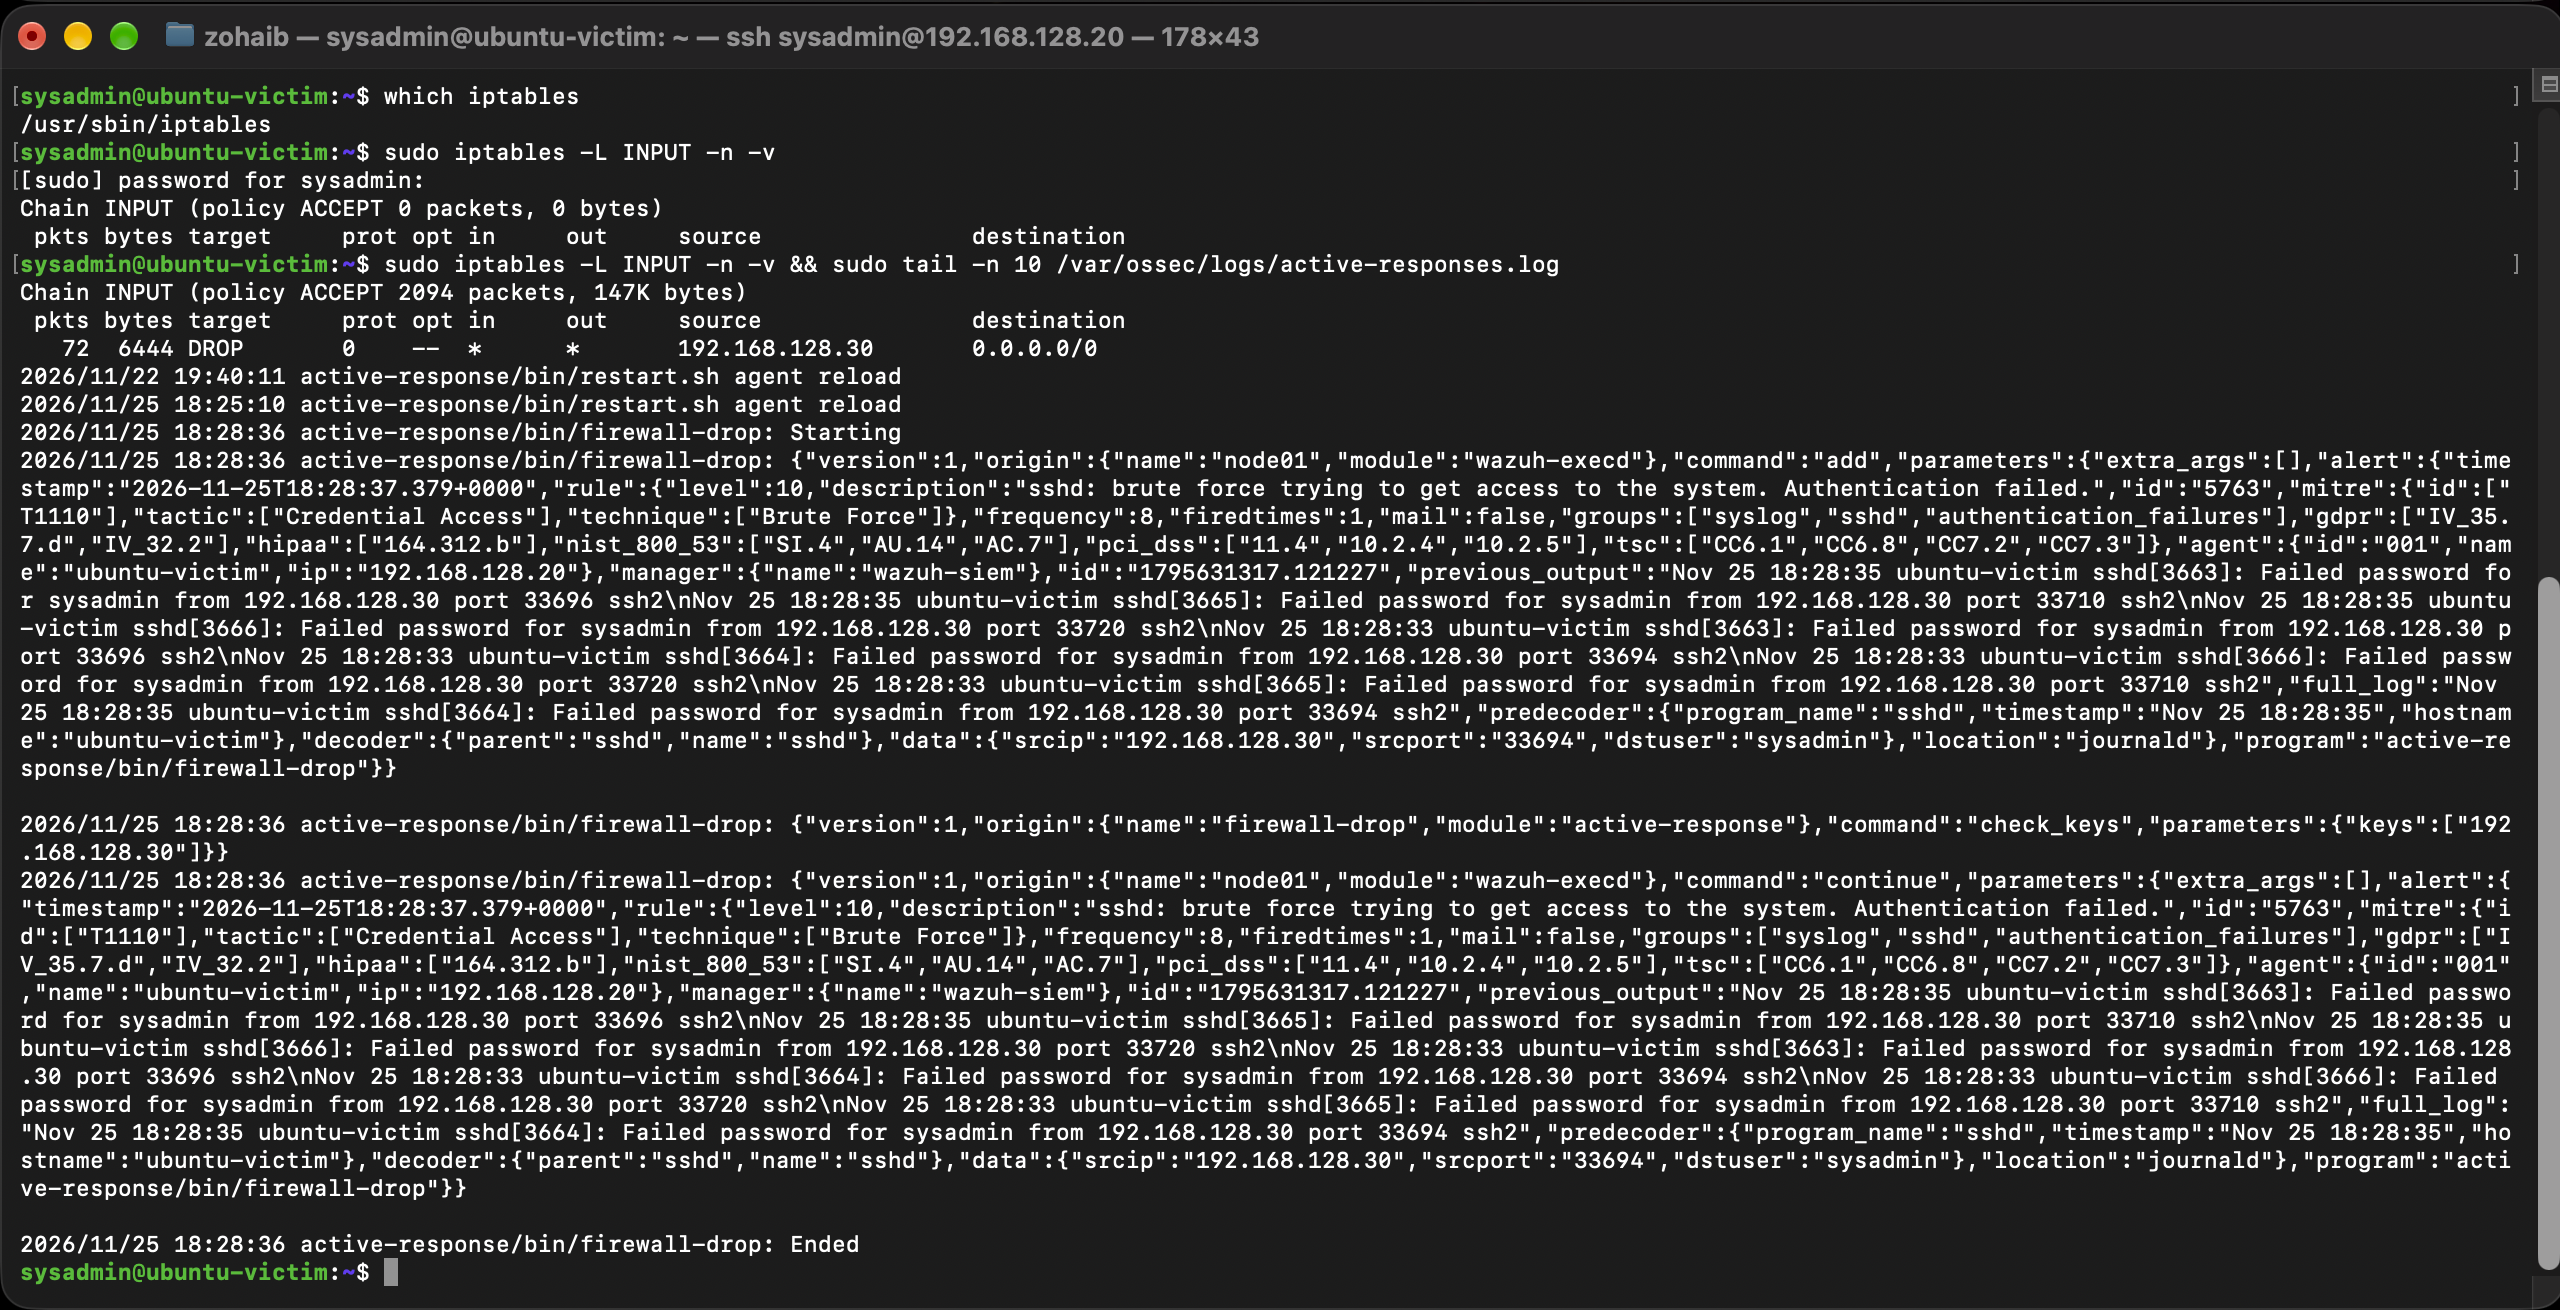 zohaib — sysadmin@ubuntu-victim: ~ — ssh sysadmin@192.168.128.20 — 178×43
[sysadmin@ubuntu-victim:~$ which iptables ]
/usr/sbin/iptables
[sysadmin@ubuntu-victim:~$ sudo iptables -L INPUT -n -v ]
[[sudo] password for sysadmin: ]
Chain INPUT (policy ACCEPT 0 packets, 0 bytes)
 pkts bytes target     prot opt in     out     source               destination
[sysadmin@ubuntu-victim:~$ sudo iptables -L INPUT -n -v && sudo tail -n 10 /var/ossec/logs/active-responses.log ]
Chain INPUT (policy ACCEPT 2094 packets, 147K bytes)
 pkts bytes target     prot opt in     out     source               destination
   72  6444 DROP       0    --  *      *       192.168.128.30       0.0.0.0/0
2026/11/22 19:40:11 active-response/bin/restart.sh agent reload
2026/11/25 18:25:10 active-response/bin/restart.sh agent reload
2026/11/25 18:28:36 active-response/bin/firewall-drop: Starting
2026/11/25 18:28:36 active-response/bin/firewall-drop: {"version":1,"origin":{"name":"node01","module":"wazuh-execd"},"command":"add","parameters":{"extra_args":[],"alert":{"time
stamp":"2026-11-25T18:28:37.379+0000","rule":{"level":10,"description":"sshd: brute force trying to get access to the system. Authentication failed.","id":"5763","mitre":{"id":["
T1110"],"tactic":["Credential Access"],"technique":["Brute Force"]},"frequency":8,"firedtimes":1,"mail":false,"groups":["syslog","sshd","authentication_failures"],"gdpr":["IV_35.
7.d","IV_32.2"],"hipaa":["164.312.b"],"nist_800_53":["SI.4","AU.14","AC.7"],"pci_dss":["11.4","10.2.4","10.2.5"],"tsc":["CC6.1","CC6.8","CC7.2","CC7.3"]},"agent":{"id":"001","nam
e":"ubuntu-victim","ip":"192.168.128.20"},"manager":{"name":"wazuh-siem"},"id":"1795631317.121227","previous_output":"Nov 25 18:28:35 ubuntu-victim sshd[3663]: Failed password fo
r sysadmin from 192.168.128.30 port 33696 ssh2\nNov 25 18:28:35 ubuntu-victim sshd[3665]: Failed password for sysadmin from 192.168.128.30 port 33710 ssh2\nNov 25 18:28:35 ubuntu
-victim sshd[3666]: Failed password for sysadmin from 192.168.128.30 port 33720 ssh2\nNov 25 18:28:33 ubuntu-victim sshd[3663]: Failed password for sysadmin from 192.168.128.30 p
ort 33696 ssh2\nNov 25 18:28:33 ubuntu-victim sshd[3664]: Failed password for sysadmin from 192.168.128.30 port 33694 ssh2\nNov 25 18:28:33 ubuntu-victim sshd[3666]: Failed passw
ord for sysadmin from 192.168.128.30 port 33720 ssh2\nNov 25 18:28:33 ubuntu-victim sshd[3665]: Failed password for sysadmin from 192.168.128.30 port 33710 ssh2","full_log":"Nov
25 18:28:35 ubuntu-victim sshd[3664]: Failed password for sysadmin from 192.168.128.30 port 33694 ssh2","predecoder":{"program_name":"sshd","timestamp":"Nov 25 18:28:35","hostnam
e":"ubuntu-victim"},"decoder":{"parent":"sshd","name":"sshd"},"data":{"srcip":"192.168.128.30","srcport":"33694","dstuser":"sysadmin"},"location":"journald"},"program":"active-re
sponse/bin/firewall-drop"}}
2026/11/25 18:28:36 active-response/bin/firewall-drop: {"version":1,"origin":{"name":"firewall-drop","module":"active-response"},"command":"check_keys","parameters":{"keys":["192
.168.128.30"]}}
2026/11/25 18:28:36 active-response/bin/firewall-drop: {"version":1,"origin":{"name":"node01","module":"wazuh-execd"},"command":"continue","parameters":{"extra_args":[],"alert":{
"timestamp":"2026-11-25T18:28:37.379+0000","rule":{"level":10,"description":"sshd: brute force trying to get access to the system. Authentication failed.","id":"5763","mitre":{"i
d":["T1110"],"tactic":["Credential Access"],"technique":["Brute Force"]},"frequency":8,"firedtimes":1,"mail":false,"groups":["syslog","sshd","authentication_failures"],"gdpr":["I
V_35.7.d","IV_32.2"],"hipaa":["164.312.b"],"nist_800_53":["SI.4","AU.14","AC.7"],"pci_dss":["11.4","10.2.4","10.2.5"],"tsc":["CC6.1","CC6.8","CC7.2","CC7.3"]},"agent":{"id":"001"
,"name":"ubuntu-victim","ip":"192.168.128.20"},"manager":{"name":"wazuh-siem"},"id":"1795631317.121227","previous_output":"Nov 25 18:28:35 ubuntu-victim sshd[3663]: Failed passwo
rd for sysadmin from 192.168.128.30 port 33696 ssh2\nNov 25 18:28:35 ubuntu-victim sshd[3665]: Failed password for sysadmin from 192.168.128.30 port 33710 ssh2\nNov 25 18:28:35 u
buntu-victim sshd[3666]: Failed password for sysadmin from 192.168.128.30 port 33720 ssh2\nNov 25 18:28:33 ubuntu-victim sshd[3663]: Failed password for sysadmin from 192.168.128
.30 port 33696 ssh2\nNov 25 18:28:33 ubuntu-victim sshd[3664]: Failed password for sysadmin from 192.168.128.30 port 33694 ssh2\nNov 25 18:28:33 ubuntu-victim sshd[3666]: Failed
password for sysadmin from 192.168.128.30 port 33720 ssh2\nNov 25 18:28:33 ubuntu-victim sshd[3665]: Failed password for sysadmin from 192.168.128.30 port 33710 ssh2","full_log":
"Nov 25 18:28:35 ubuntu-victim sshd[3664]: Failed password for sysadmin from 192.168.128.30 port 33694 ssh2","predecoder":{"program_name":"sshd","timestamp":"Nov 25 18:28:35","ho
stname":"ubuntu-victim"},"decoder":{"parent":"sshd","name":"sshd"},"data":{"srcip":"192.168.128.30","srcport":"33694","dstuser":"sysadmin"},"location":"journald"},"program":"acti
ve-response/bin/firewall-drop"}}
2026/11/25 18:28:36 active-response/bin/firewall-drop: Ended
sysadmin@ubuntu-victim:~$